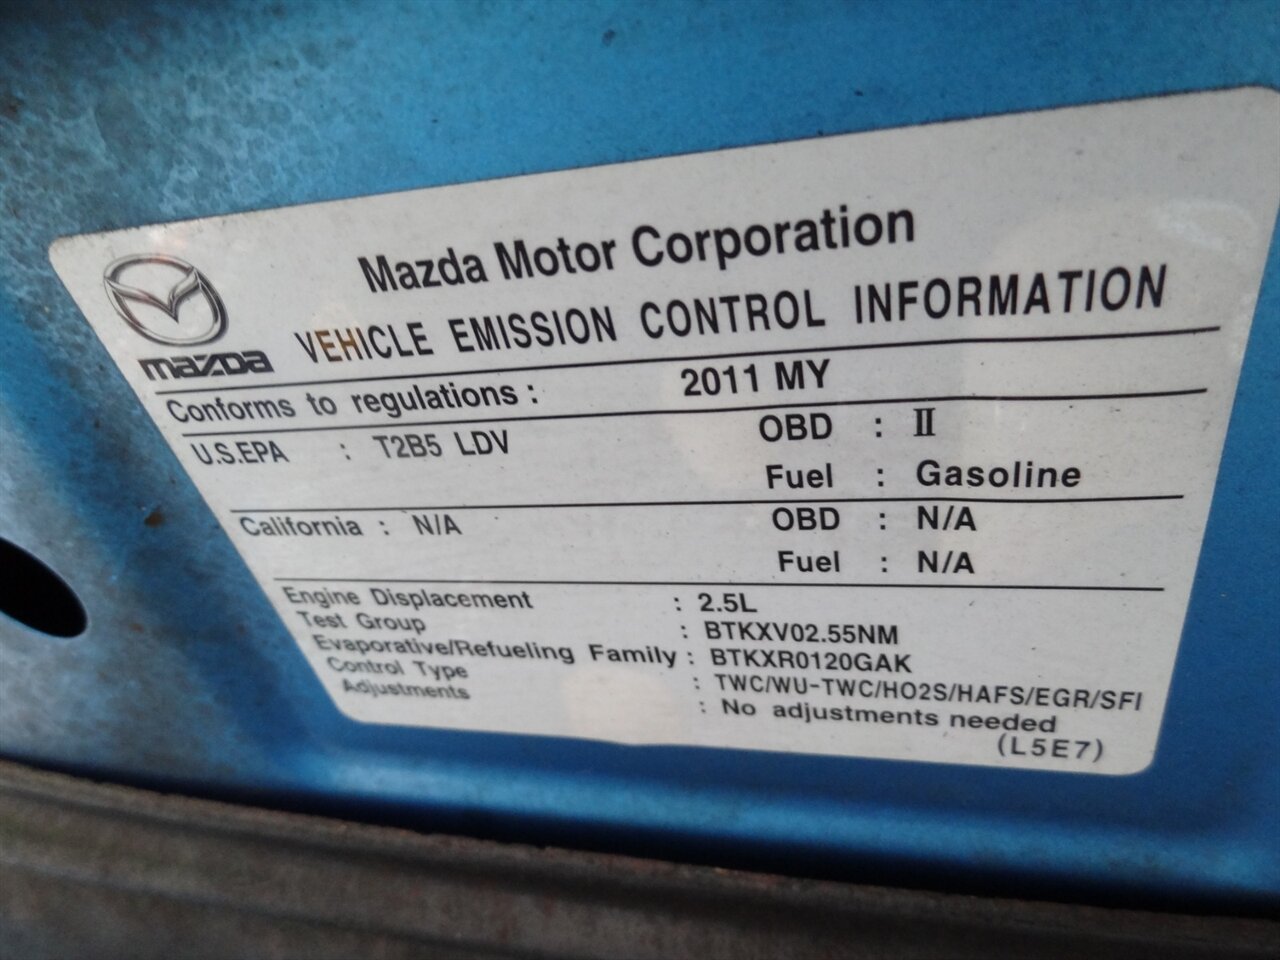 Mazda Motor Corporation
mazda
VEHICLE EMISSION CONTROL INFORMATION
Conforms to regulations : 2011 MY
U.S.EPA : T2B5 LDV OBD : II
Fuel : Gasoline
California : N/A OBD : N/A
Fuel : N/A
Engine Displacement : 2.5L
Test Group : BTKXV02.55NM
Evaporative/Refueling Family : BTKXR0120GAK
Control Type : TWC/WU-TWC/HO2S/HAFS/EGR/SFI
Adjustments : No adjustments needed
(L5E7)